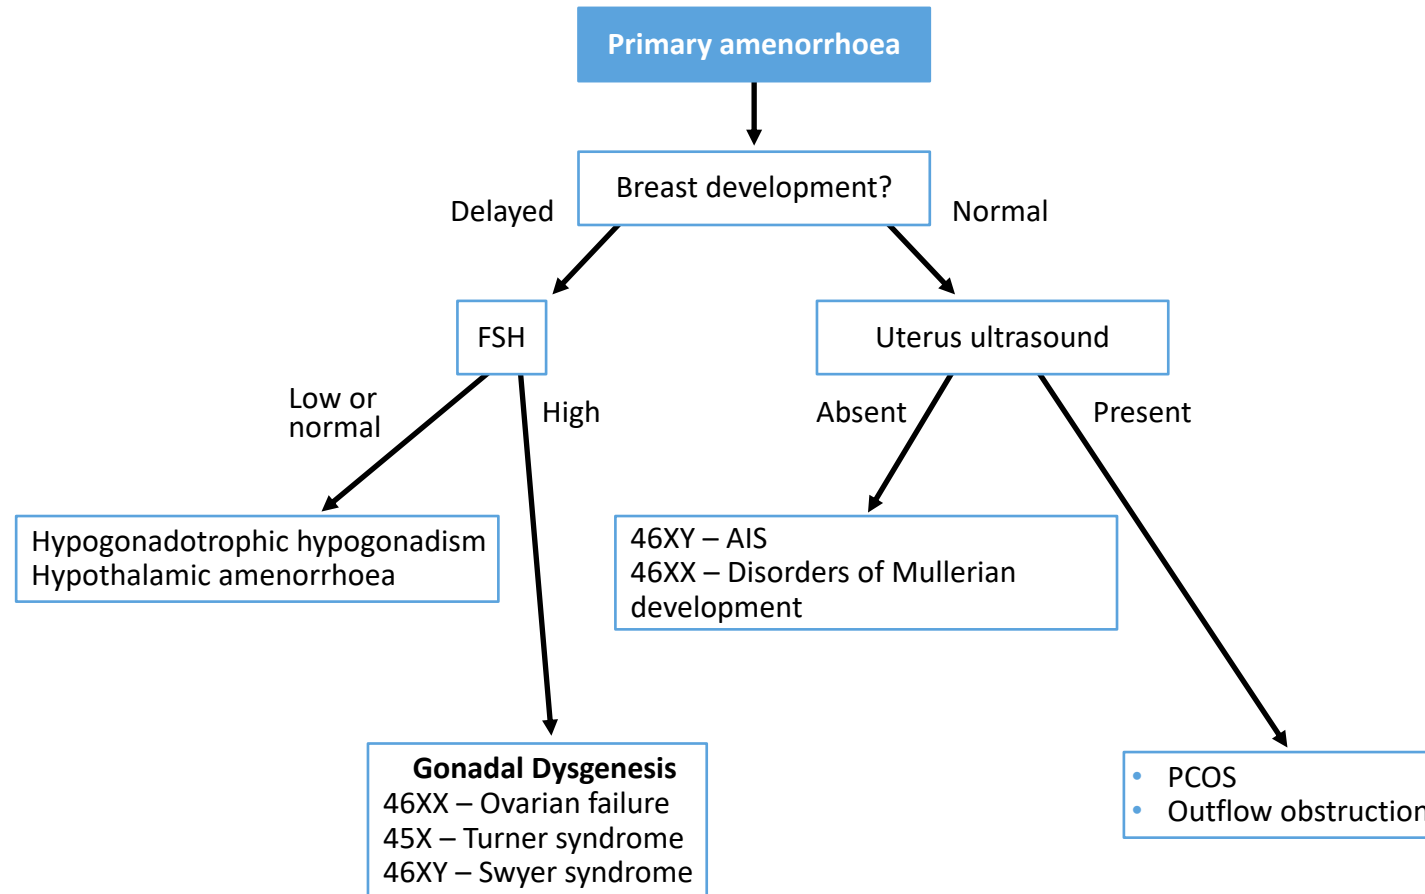 Primary amenorrhoea
Breast development?
Delayed
Normal
FSH
Uterus ultrasound
Low or
normal
High
Absent
Present
Hypogonadotrophic hypogonadism
Hypothalamic amenorrhoea
46XY – AIS
46XX – Disorders of Mullerian
development
Gonadal Dysgenesis
46XX – Ovarian failure
45X – Turner syndrome
46XY – Swyer syndrome
• PCOS
• Outflow obstruction